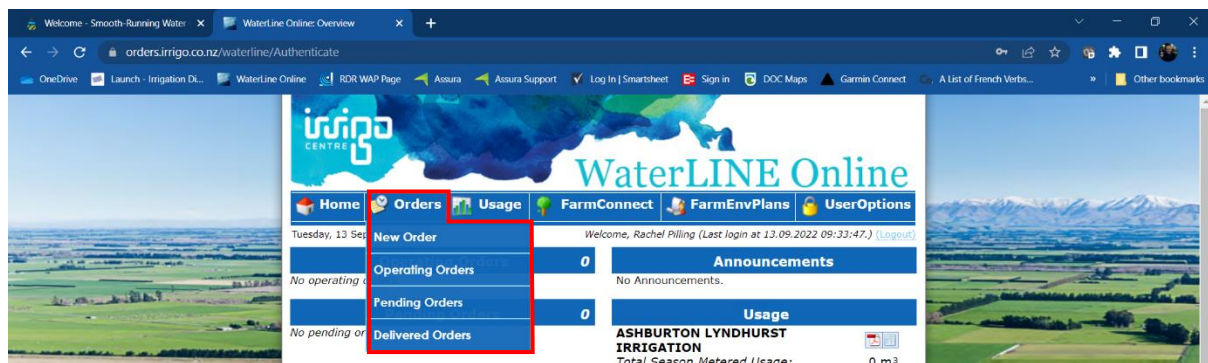 Welcome - Smooth-Running Water
WaterLine Online: Overview
orders.irrigo.co.nz/waterline/Authenticate
OneDrive
Launch - Irrigation Di...
WaterLine Online
RDR WAP Page
Assura
Assura Support
Log In | Smartsheet
Sign in
DOC Maps
Garmin Connect
A List of French Verbs...
»
Other bookmarks
irrigo
CENTRE
WaterLINE Online
Home
Orders
Usage
FarmConnect
FarmEnvPlans
UserOptions
Tuesday, 13 Sep
Welcome, Rachel Pilling (Last login at 13.09.2022 09:33:47.) (Logout)
New Order
Operating Orders
Pending Orders
Delivered Orders
Operating Orders 0
No operating o
Pending Orders 0
No pending or
Announcements
No Announcements.
Usage
ASHBURTON LYNDHURST
IRRIGATION
Total Season Metered Usage: 0 m3